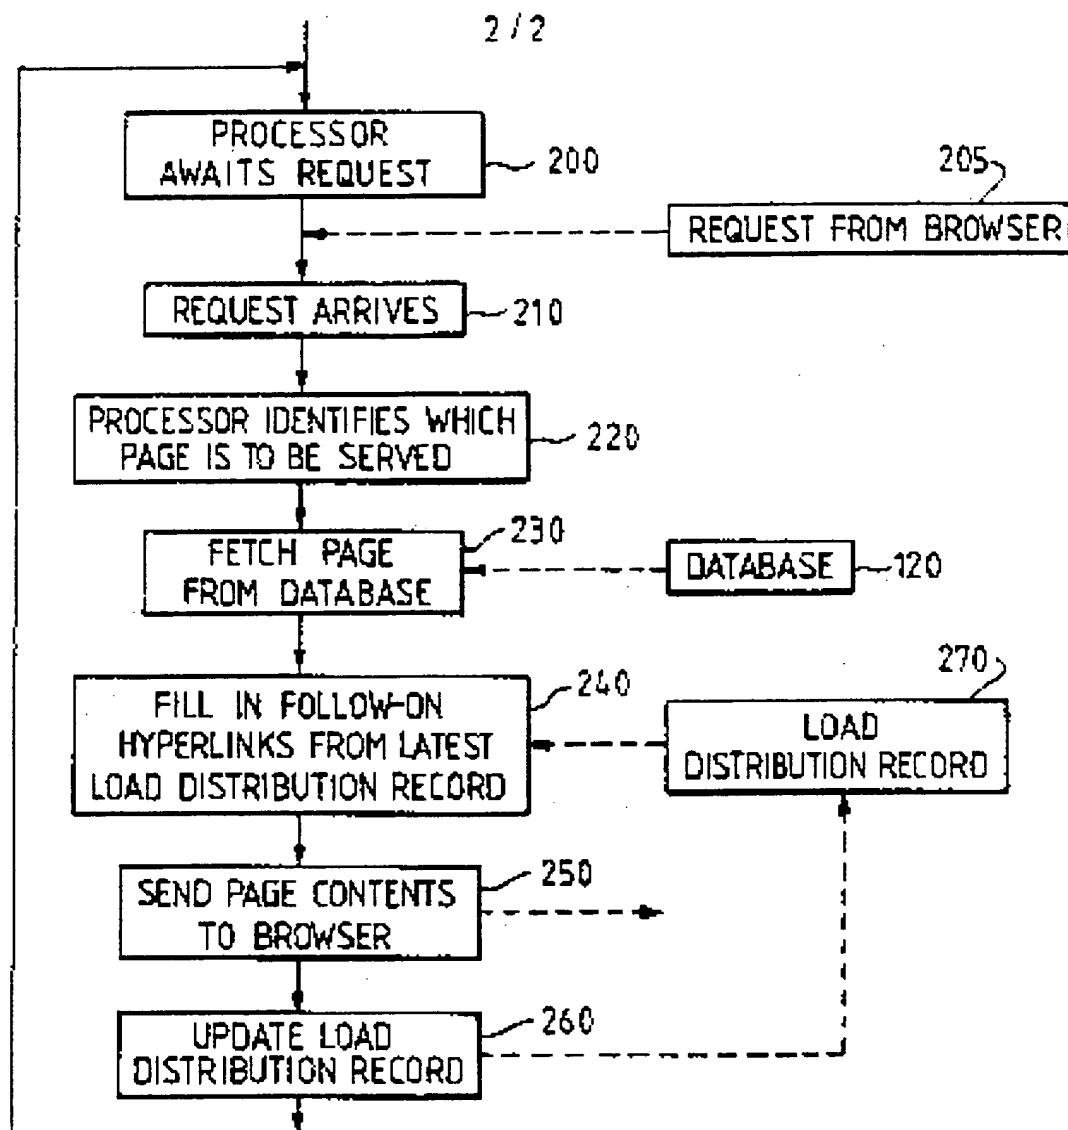 2/2
PROCESSOR
AWAITS REQUEST
200
205
REQUEST FROM BROWSER
REQUEST ARRIVES
210
PROCESSOR IDENTIFIES WHICH
PAGE IS TO BE SERVED
220
230
FETCH PAGE
FROM DATABASE
DATABASE
120
240
FILL IN FOLLOW-ON
HYPERLINKS FROM LATEST
LOAD DISTRIBUTION RECORD
270
LOAD
DISTRIBUTION RECORD
250
SEND PAGE CONTENTS
TO BROWSER
260
UPDATE LOAD
DISTRIBUTION RECORD